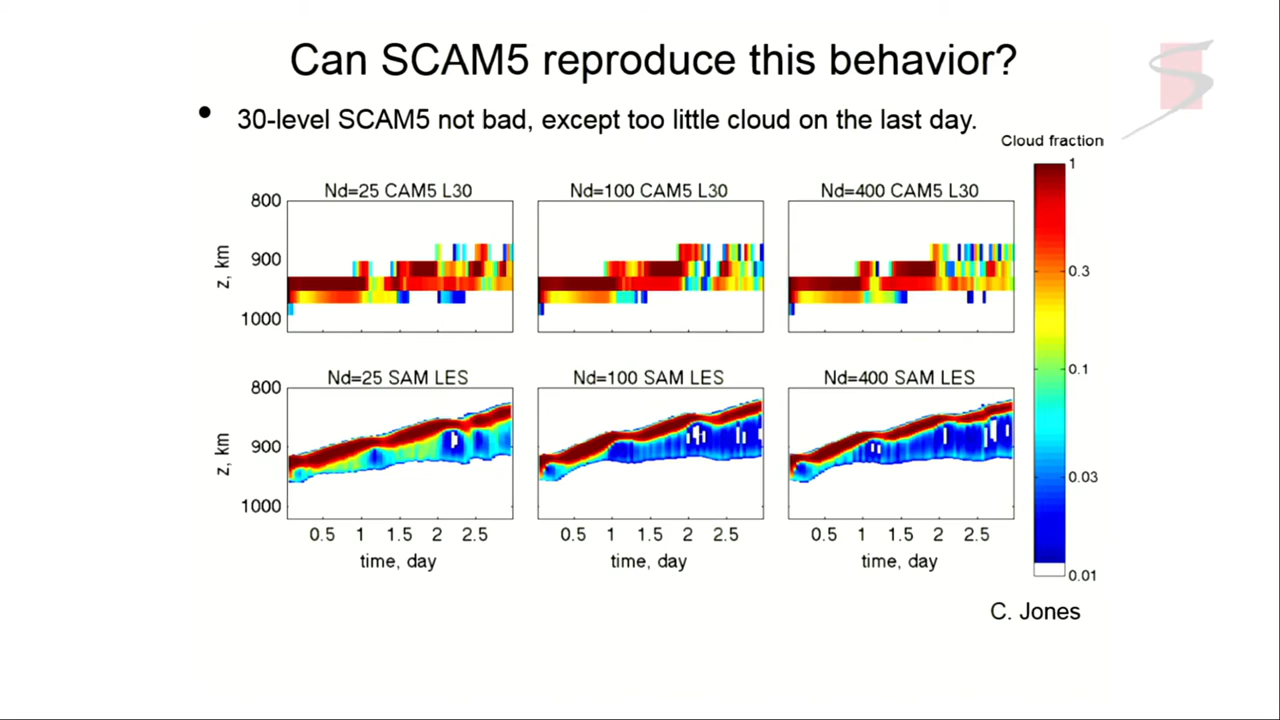 Can SCAM5 reproduce this behavior?
• 30-level SCAM5 not bad, except too little cloud on the last day.
Cloud fraction
Nd=25 CAM5 L30
Nd=100 CAM5 L30
Nd=400 CAM5 L30
1
0.3
0.1
0.03
0.01
800
900
1000
z, km
Nd=25 SAM LES
Nd=100 SAM LES
Nd=400 SAM LES
800
900
1000
z, km
0.5 1 1.5 2 2.5
0.5 1 1.5 2 2.5
0.5 1 1.5 2 2.5
time, day
time, day
time, day
C. Jones